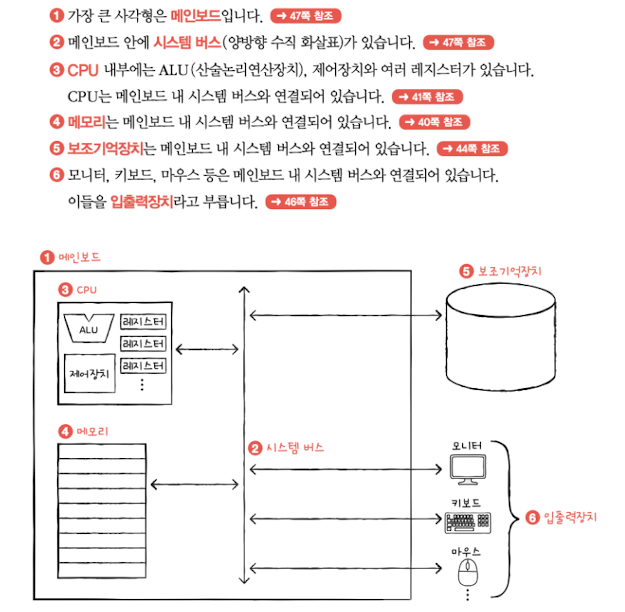 1 가장 큰 사각형은 메인보드입니다. → 47쪽 참조
2 메인보드 안에 시스템 버스(양방향 수직 화살표)가 있습니다. → 47쪽 참조
3 CPU 내부에는 ALU(산술논리연산장치), 제어장치와 여러 레지스터가 있습니다.
CPU는 메인보드 내 시스템 버스와 연결되어 있습니다. → 41쪽 참조
4 메모리는 메인보드 내 시스템 버스와 연결되어 있습니다. → 40쪽 참조
5 보조기억장치는 메인보드 내 시스템 버스와 연결되어 있습니다. → 44쪽 참조
6 모니터, 키보드, 마우스 등은 메인보드 내 시스템 버스와 연결되어 있습니다.
이들을 입출력장치라고 부릅니다. → 46쪽 참조
1 메인보드
5 보조기억장치
3 CPU
ALU
레지스터
레지스터
레지스터
제어장치
4 메모리
2 시스템 버스
모니터
키보드
6 입출력장치
마우스